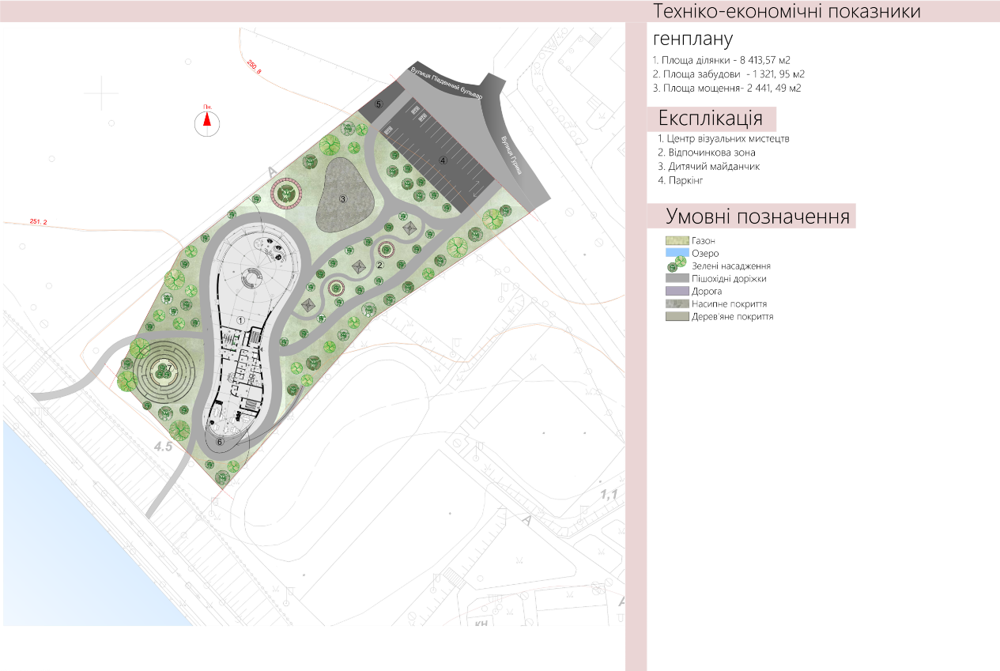 Техніко-економічні показники
генплану
1. Площа ділянки - 8 413,57 м2
2. Площа забудови - 1 321, 95 м2
3. Площа мощення- 2 441, 49 м2
Експлікація
1. Центр візуальних мистецтв
2. Відпочинкова зона
3. Дитячий майданчик
4. Паркінг
Умовні позначення
Газон
Озеро
Зелені насадження
Пішохідні доріжки
Дорога
Насипне покриття
Дерев'яне покриття
250, 8
Вулиця Південний бульвар
Пн.
5
Вулиця Гурика
4
А
3
251. 2
2
1
7
6
4.5
1,1
А
А
КН